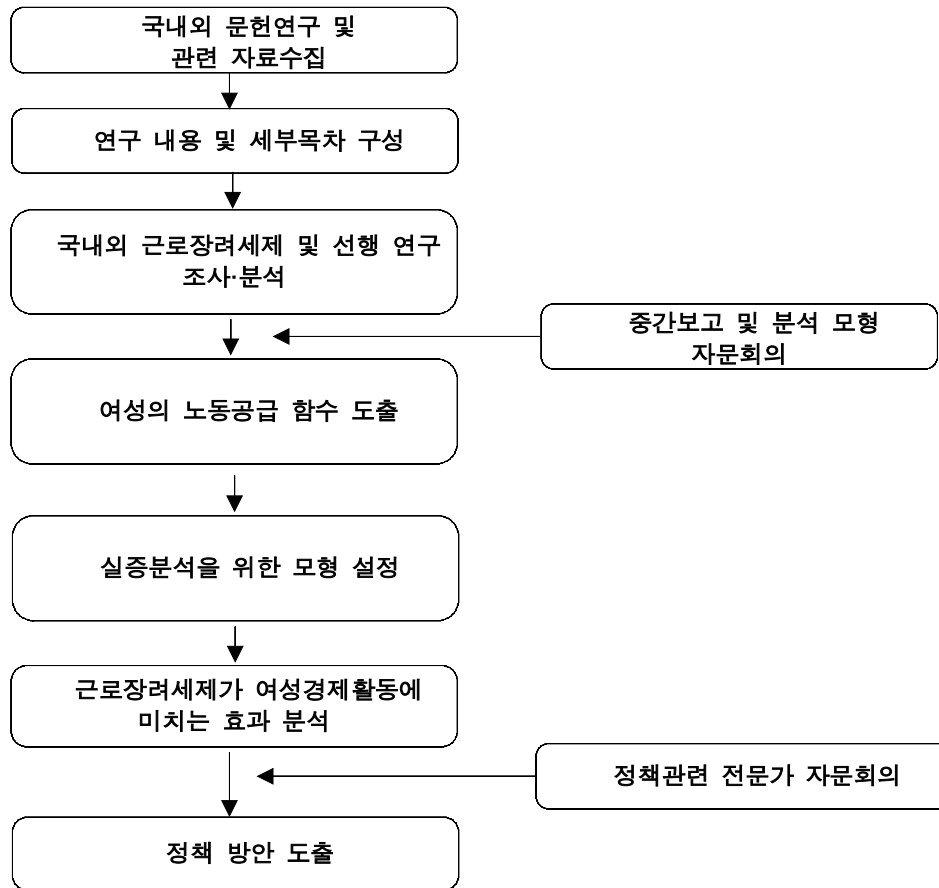 국내외 문헌연구 및
관련 자료수집
연구 내용 및 세부목차 구성
국내외 근로장려세제 및 선행 연구
조사·분석
중간보고 및 분석 모형
자문회의
여성의 노동공급 함수 도출
실증분석을 위한 모형 설정
근로장려세제가 여성경제활동에
미치는 효과 분석
정책관련 전문가 자문회의
정책 방안 도출